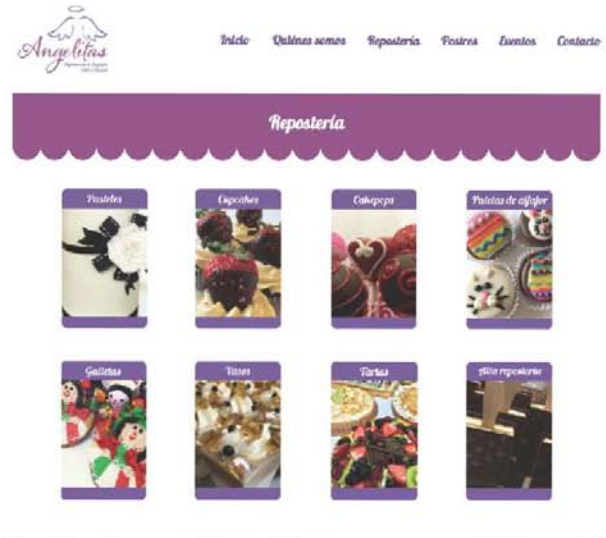 Angelitas
Inicio Quiénes somos Repostería Postres Eventos Contacto
Repostería
Pasteles Cupcakes Cakepops Paletas de alfajor
Galletas Vasos Tartas Alta repostería